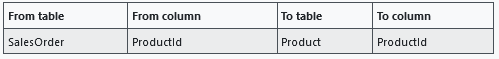 From table From column To table To column
SalesOrder ProductId Product ProductId